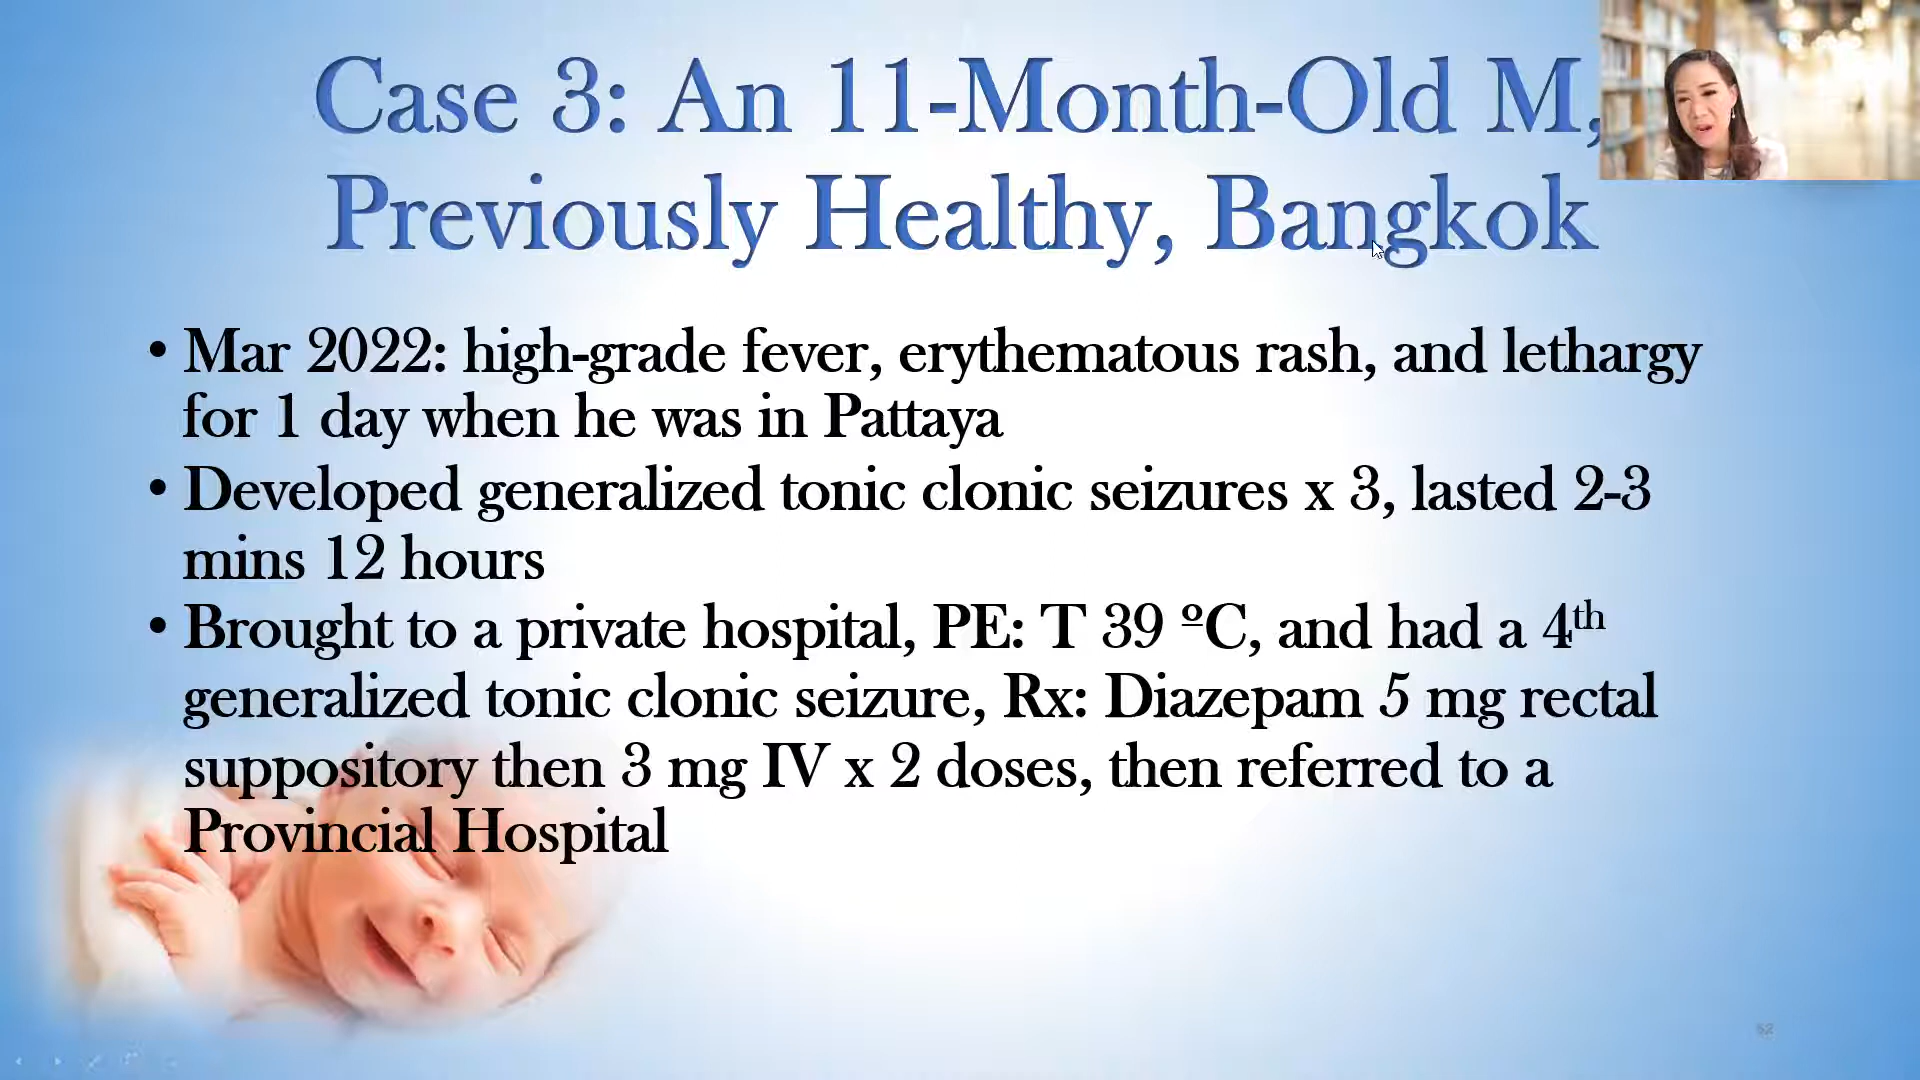 Case 3: An 11-Month-Old M,
Previously Healthy, Bangkok
• Mar 2022: high-grade fever, erythematous rash, and lethargy
for 1 day when he was in Pattaya
• Developed generalized tonic clonic seizures x 3, lasted 2-3
mins 12 hours
• Brought to a private hospital, PE: T 39 ºC, and had a 4th
generalized tonic clonic seizure, Rx: Diazepam 5 mg rectal
suppository then 3 mg IV x 2 doses, then referred to a
Provincial Hospital
52